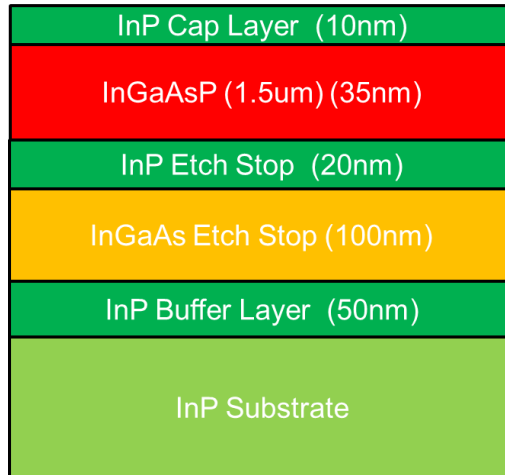 InP Cap Layer (10nm)
InGaAsP (1.5um) (35nm)
InP Etch Stop (20nm)
InGaAs Etch Stop (100nm)
InP Buffer Layer (50nm)
InP Substrate